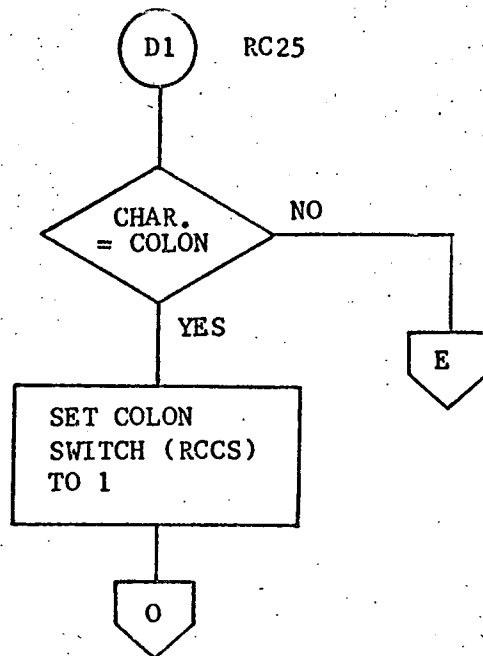 D1 RC25
CHAR.
= COLON
NO
YES
E
SET COLON
SWITCH (RCCS)
TO 1
O